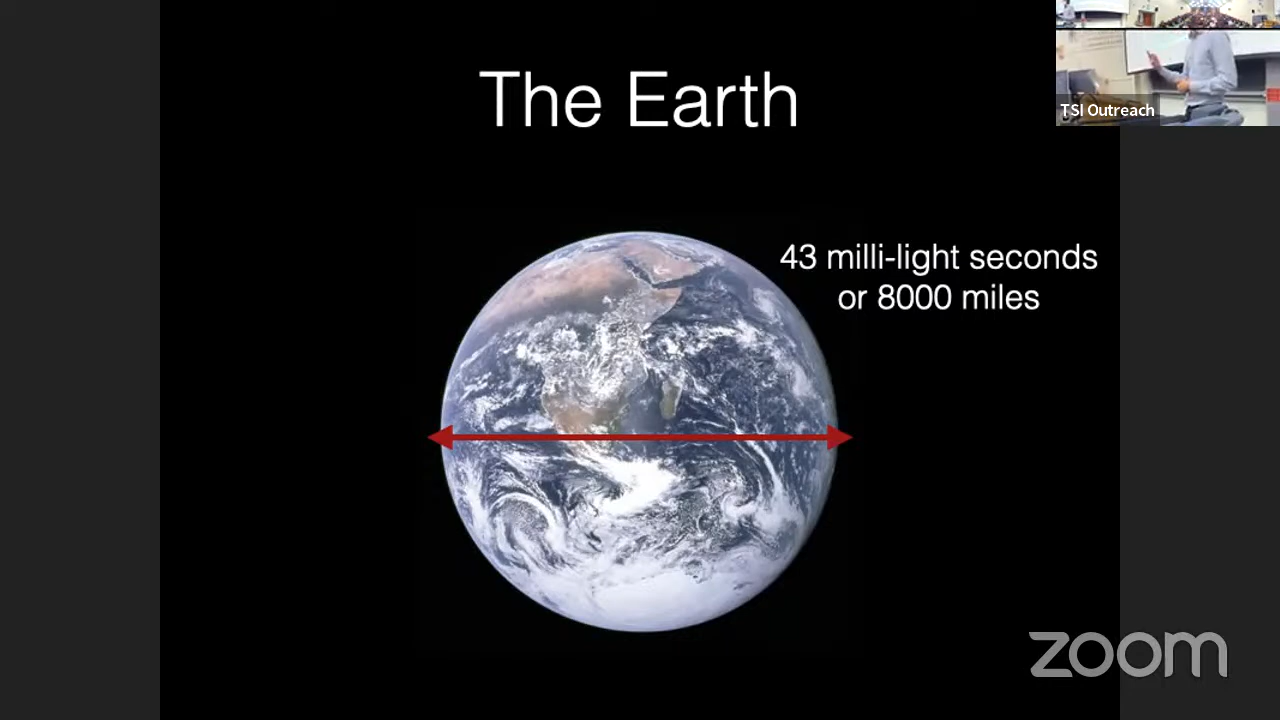 The Earth
43 milli-light seconds
or 8000 miles
TSI Outreach
zoom